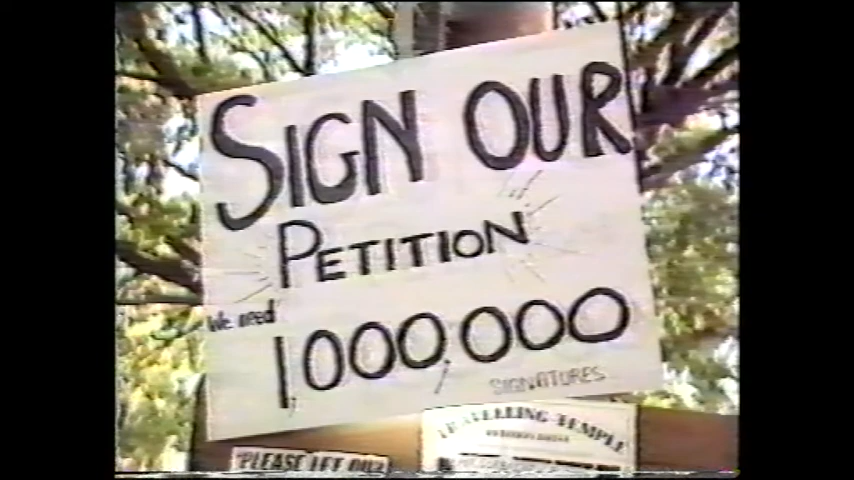 SIGN OUR
PETITION
We need
1,000,000
SIGNATURES
TRAVELLING TEMPLE
"PLEASE LET OUR